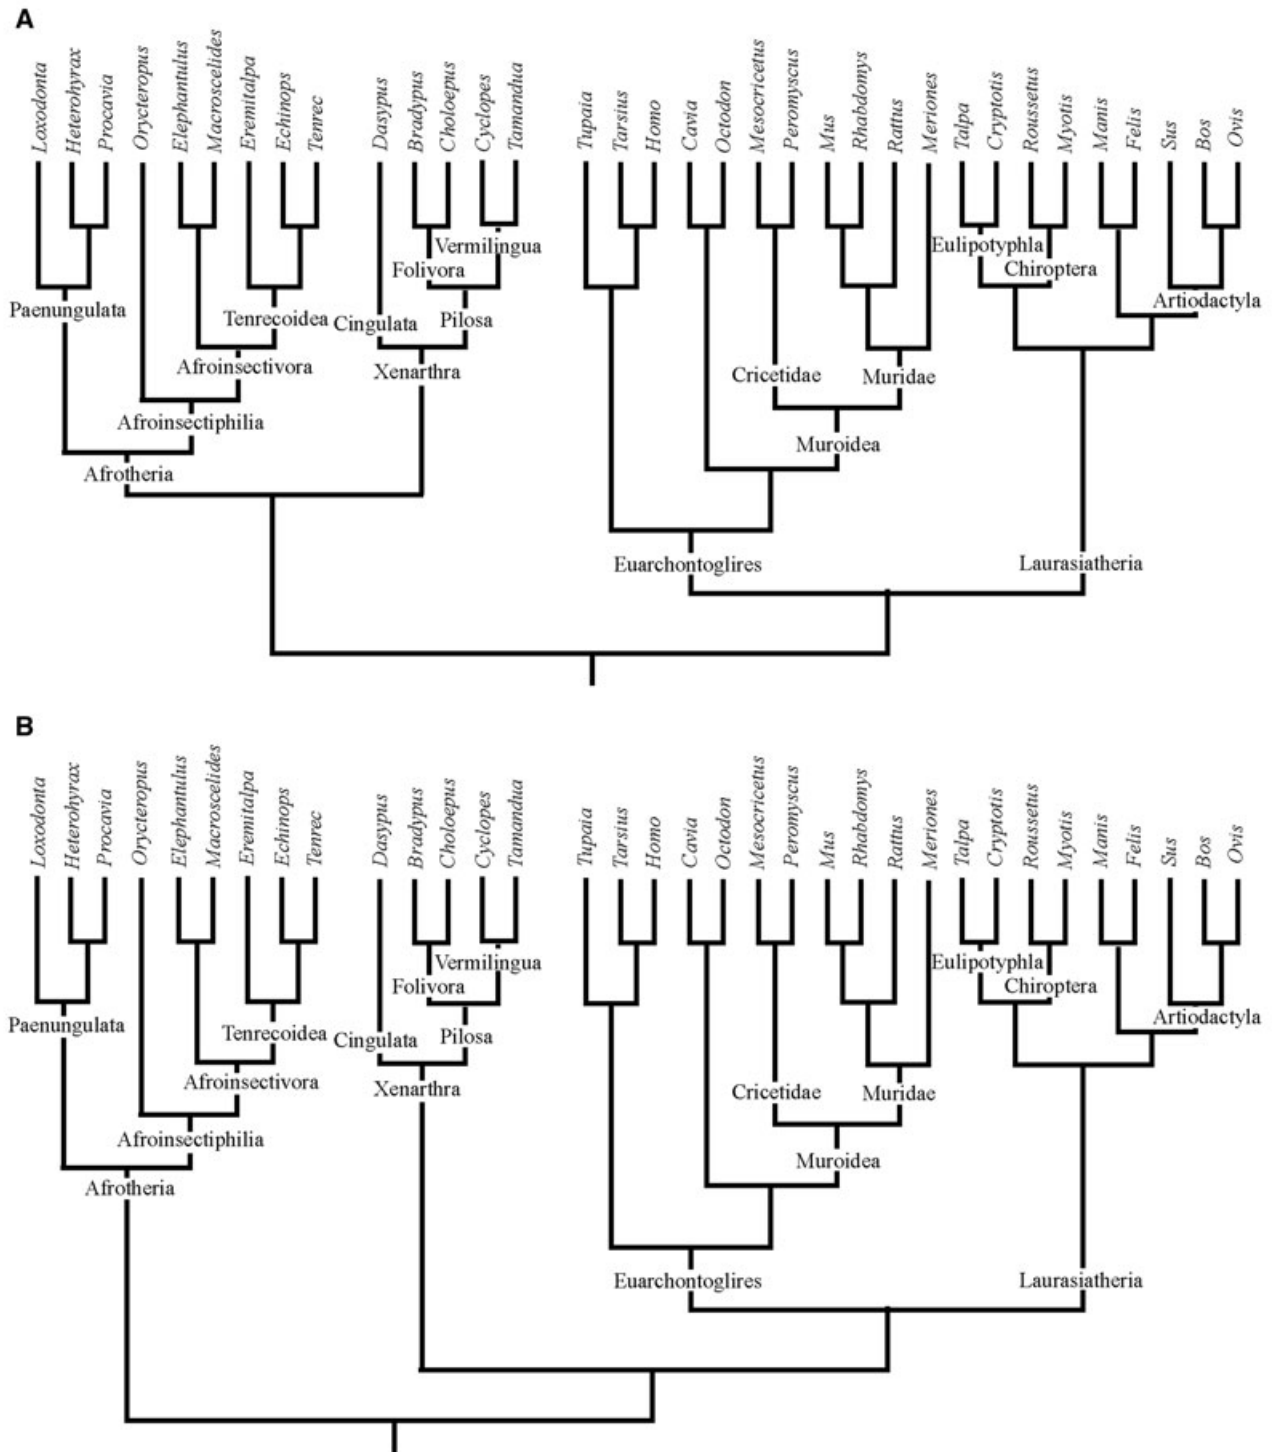 A
Loxodonta
Heterohyrax
Procavia
Orycteropus
Elephantulus
Macroscelides
Eremitalpa
Echinops
Tenrec
Dasypus
Bradypus
Choloepus
Cyclopes
Tamandua
Tupaia
Tarsius
Homo
Cavia
Octodon
Mesocricetus
Peromyscus
Mus
Rhabdomys
Rattus
Meriones
Talpa
Cryptotis
Roussetus
Myotis
Manis
Felis
Sus
Bos
Ovis
Vermilingua
Eulipotyphla
Folivora
Chiroptera
Paenungulata
Artiodactyla
Tenrecoidea
Cingulata
Pilosa
Afroinsectivora
Xenarthra
Cricetidae
Muridae
Afroinsectiphilia
Muroidea
Afrotheria
Euarchontoglires
Laurasiatheria
B
Loxodonta
Heterohyrax
Procavia
Orycteropus
Elephantulus
Macroscelides
Eremitalpa
Echinops
Tenrec
Dasypus
Bradypus
Choloepus
Cyclopes
Tamandua
Tupaia
Tarsius
Homo
Cavia
Octodon
Mesocricetus
Peromyscus
Mus
Rhabdomys
Rattus
Meriones
Talpa
Cryptotis
Roussetus
Myotis
Manis
Felis
Sus
Bos
Ovis
Vermilingua
Eulipotyphla
Folivora
Chiroptera
Paenungulata
Artiodactyla
Tenrecoidea
Cingulata
Pilosa
Afroinsectivora
Xenarthra
Cricetidae
Muridae
Afroinsectiphilia
Muroidea
Afrotheria
Euarchontoglires
Laurasiatheria